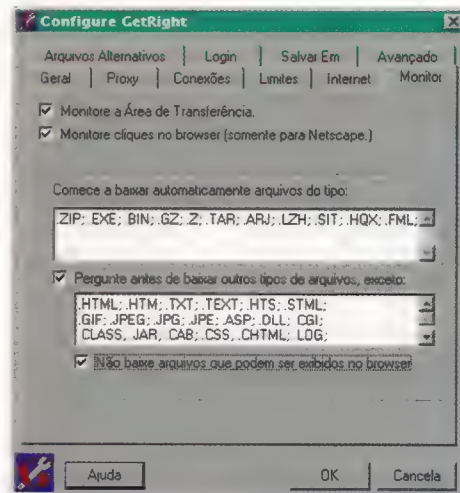 Configure GetRight
Arquivos Alternativos | Login | Salvar Em | Avançado
Geral | Proxy | Conexões | Limites | Internet Monitor
Monitore a Área de Transferência.
Monitore cliques no browser (somente para Netscape.)
Comece a baixar automaticamente arquivos do tipo:
.ZIP; EXE; BIN; .GZ; .Z; .TAR; .ARJ; .LZH; .SIT; .HQX; .FML;
Pergunte antes de baixar outros tipos de arquivos, exceto:
.HTML; .HTM; .TXT; .TEXT; .HTS; .STML;
.GIF; .JPEG; .JPG; .JPE; ASP; .DLL; CGI;
CLASS, JAR, CAB; .CSS, .CHTML; LOG;
Não baixe arquivos que podem ser exibidos no browser
Ajuda
OK
Cancela